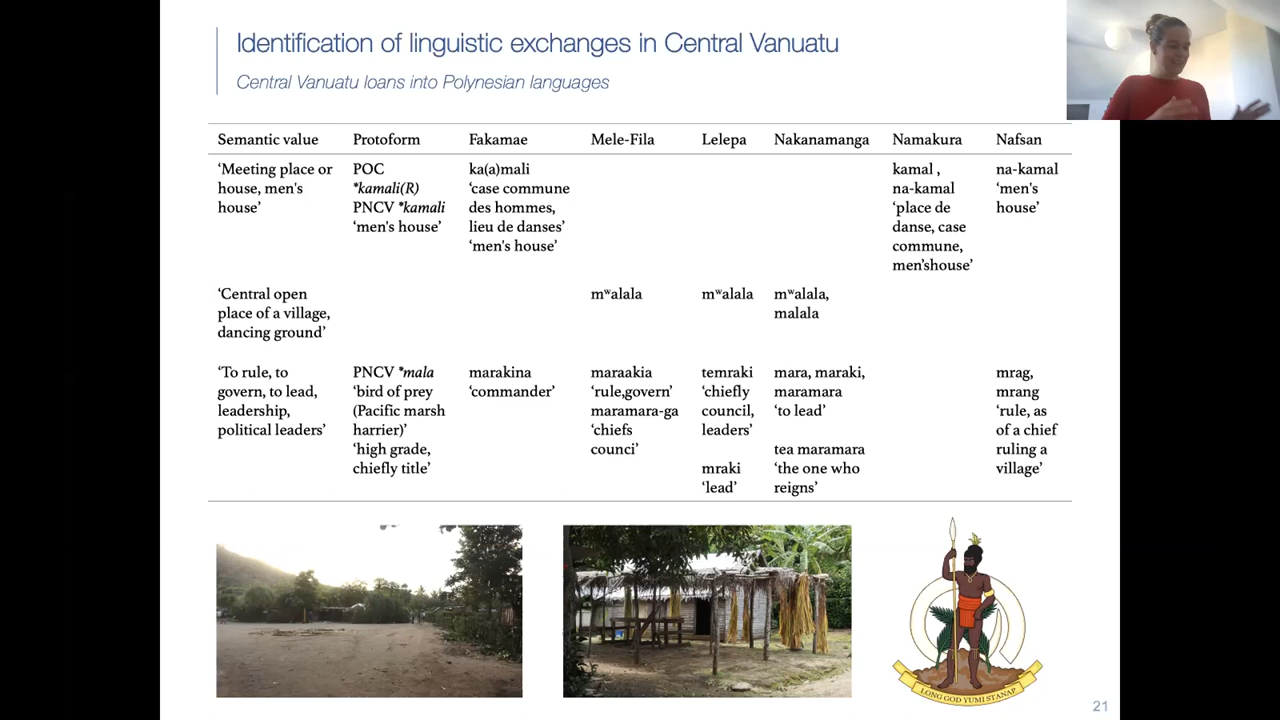 Identification of linguistic exchanges in Central Vanuatu
Central Vanuatu loans into Polynesian languages
Semantic value Protoform Fakamae Mele-Fila Lelepa Nakanamanga Namakura Nafsan
‘Meeting place or
house, men's
house’
POC
*kamali(R)
PNCV *kamali
‘men's house’
ka(a)mali
‘case commune
des hommes,
lieu de danses’
‘men's house’
kamal ,
na-kamal
‘place de
danse, case
commune,
men’shouse’
na-kamal
‘men's
house’
‘Central open
place of a village,
dancing ground’
mʷalala
mʷalala
mʷalala,
malala
‘To rule, to
govern, to lead,
leadership,
political leaders’
PNCV *mala
‘bird of prey
(Pacific marsh
harrier)’
‘high grade,
chiefly title’
marakina
‘commander’
maraakia
‘rule,govern’
maramara-ga
‘chiefs
counci’
temraki
‘chiefly
council,
leaders’
mraki
‘lead’
mara, maraki,
maramara
‘to lead’
tea maramara
‘the one who
reigns’
mrag,
mrang
‘rule, as
of a chief
ruling a
village’
LONG GOD YUMI STANAP
21